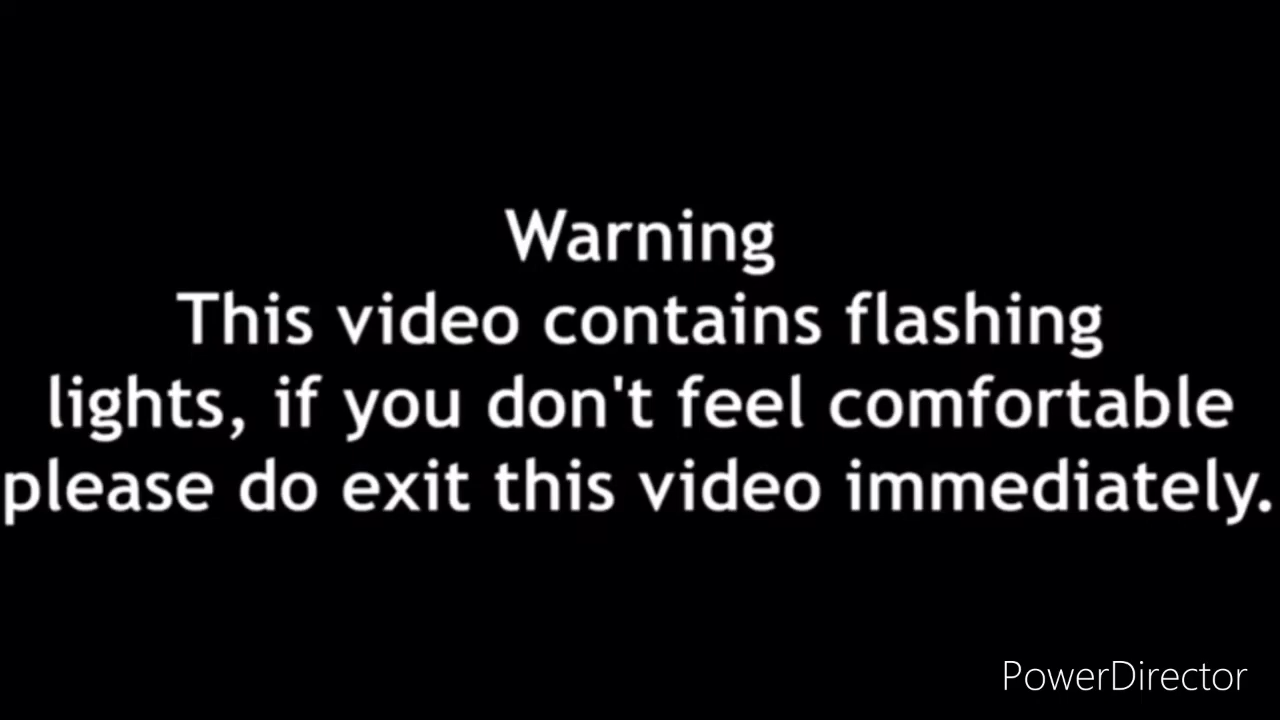 Warning
This video contains flashing
lights, if you don't feel comfortable
please do exit this video immediately.
PowerDirector